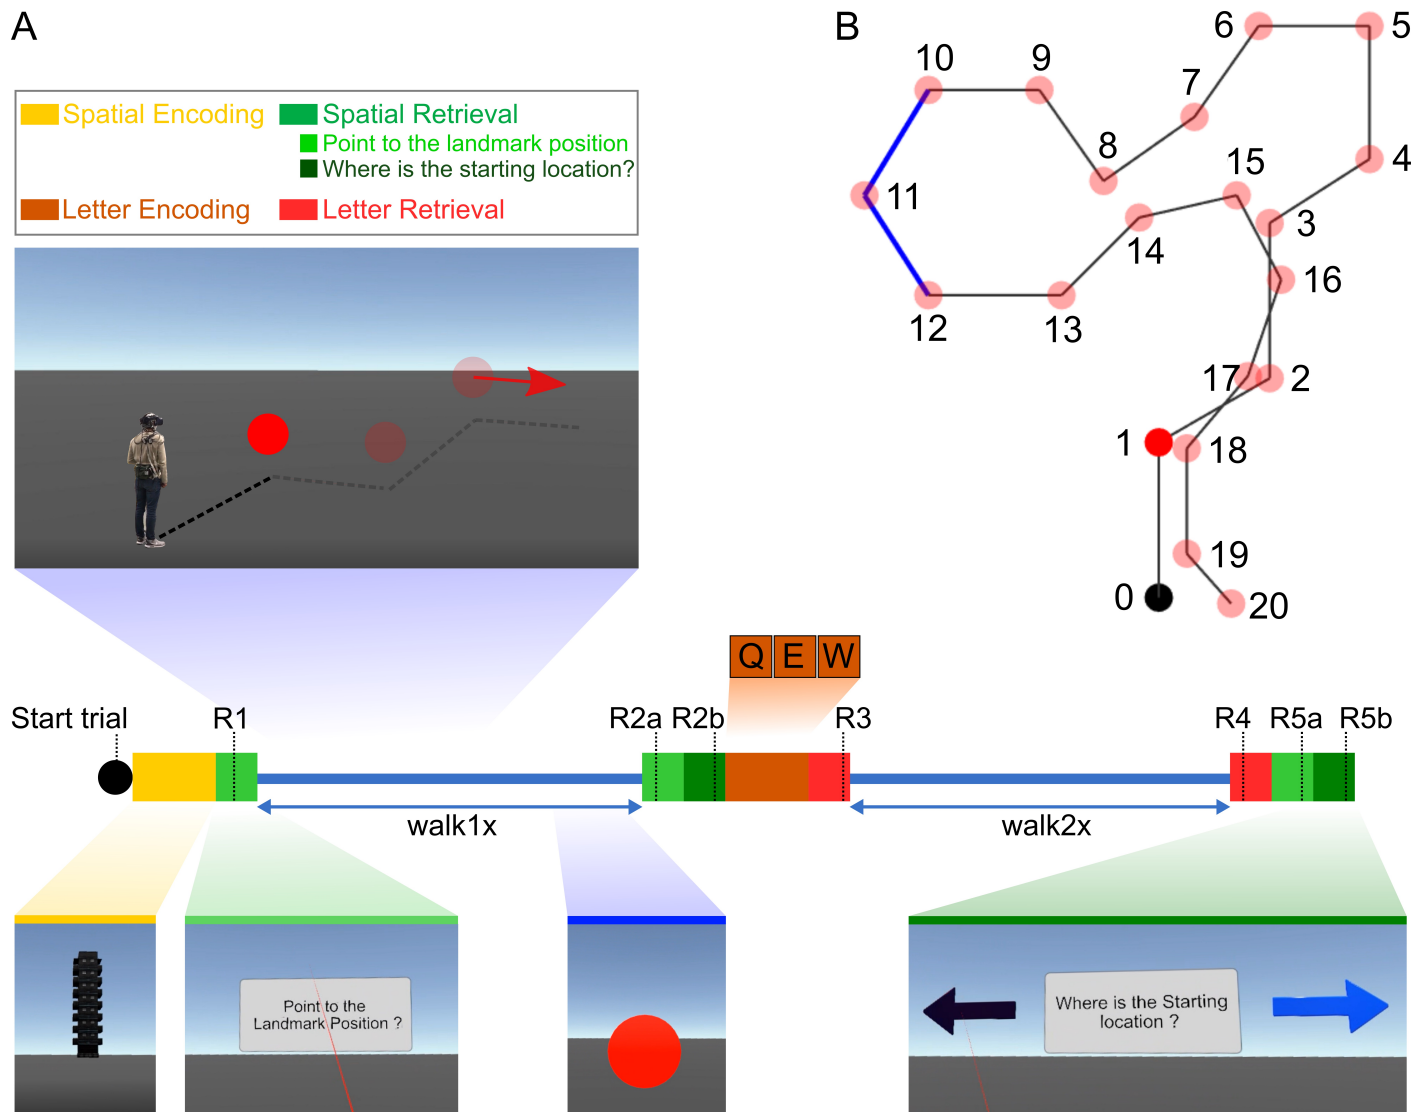 A
Spatial Encoding
Spatial Retrieval
Point to the landmark position
Where is the starting location?
Letter Encoding
Letter Retrieval
B
0
1
2
3
4
5
6
7
8
9
10
11
12
13
14
15
16
17
18
19
20
Q E W
Start trial
R1
R2a
R2b
R3
R4
R5a
R5b
walk1x
walk2x
Point to the
Landmark Position ?
Where is the Starting
location ?